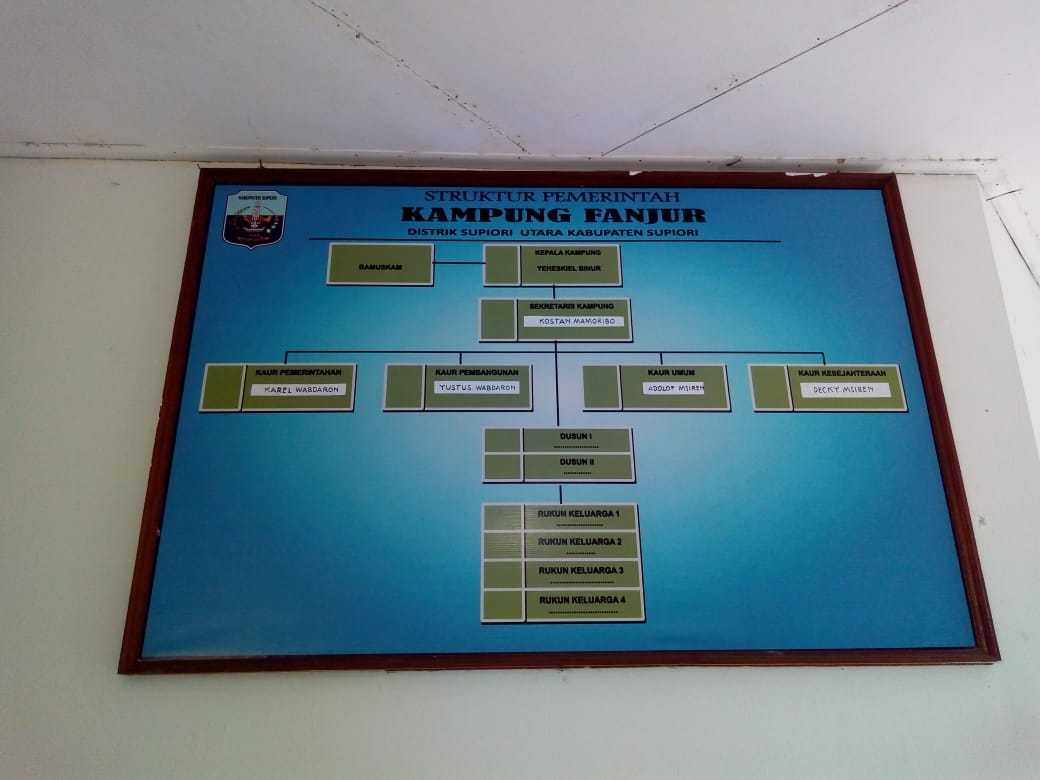 KABUPATEN SUPIORI
STRUKTUR PEMERINTAH
KAMPUNG FANJUR
DISTRIK SUPIORI UTARA KABUPATEN SUPIORI
BAMUSKAM
KEPALA KAMPUNG
YEHESKIEL BINUR
SEKRETARIS KAMPUNG
KOSTAN MAMORIBO
KAUR PEMERINTAHAN
KAREL WABDARON
KAUR PEMBANGUNAN
YUSTUS WABDARON
KAUR UMUM
ADOLOF MSIREN
KAUR KESEJAHTERAAN
DECKY MSIREN
DUSUN I
DUSUN II
RUKUN KELUARGA 1
RUKUN KELUARGA 2
RUKUN KELUARGA 3
RUKUN KELUARGA 4